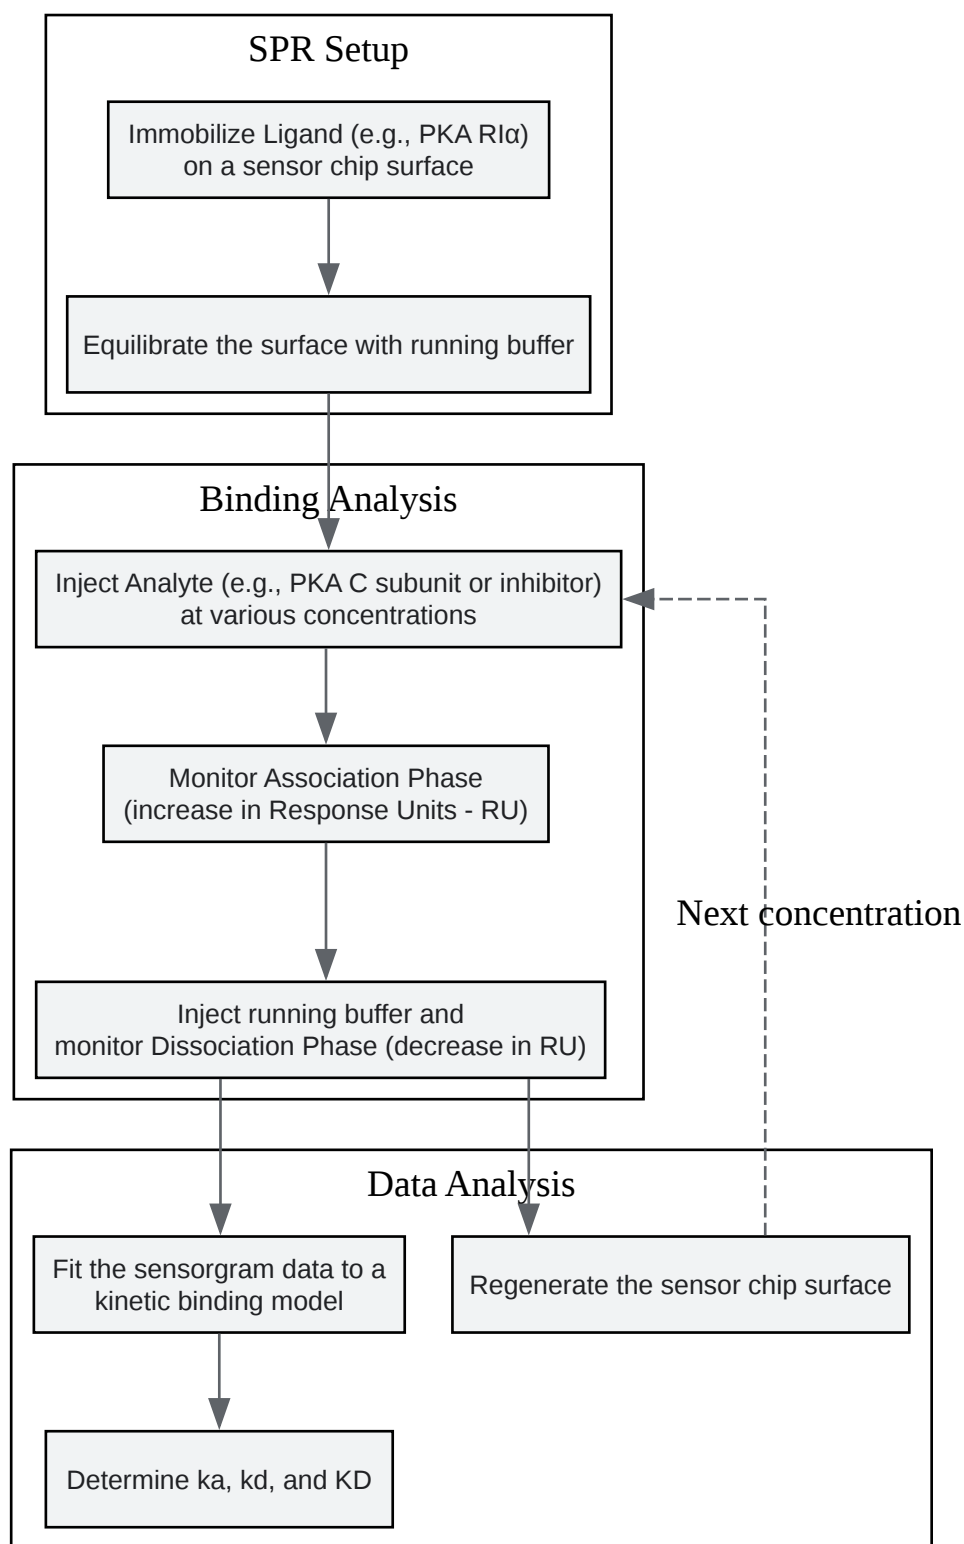 SPR Setup
Immobilize Ligand (e.g., PKA RIα)
on a sensor chip surface
Equilibrate the surface with running buffer
Binding Analysis
Inject Analyte (e.g., PKA C subunit or inhibitor)
at various concentrations
Monitor Association Phase
(increase in Response Units - RU)
Next concentration
Inject running buffer and
monitor Dissociation Phase (decrease in RU)
Data Analysis
Fit the sensorgram data to a
kinetic binding model
Regenerate the sensor chip surface
Determine ka, kd, and KD